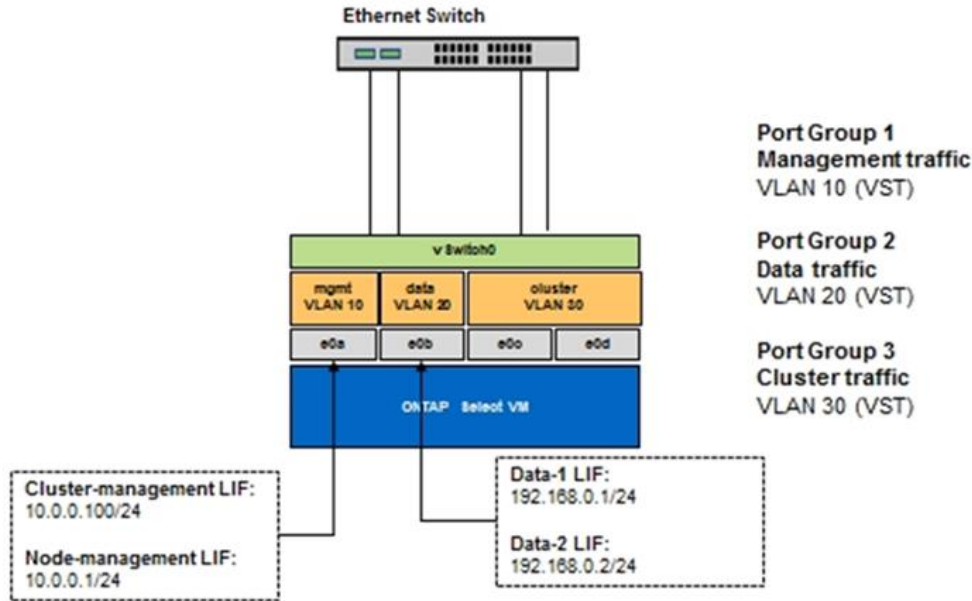 Ethernet Switch
Port Group 1
Management traffic
VLAN 10 (VST)
Port Group 2
Data traffic
VLAN 20 (VST)
Port Group 3
Cluster traffic
VLAN 30 (VST)
vSwitch0
mgmt
VLAN 10
data
VLAN 20
cluster
VLAN 30
e0a
e0b
e0c
e0d
ONTAP Select VM
Cluster-management LIF:
10.0.0.100/24
Node-management LIF:
10.0.0.1/24
Data-1 LIF:
192.168.0.1/24
Data-2 LIF:
192.168.0.2/24